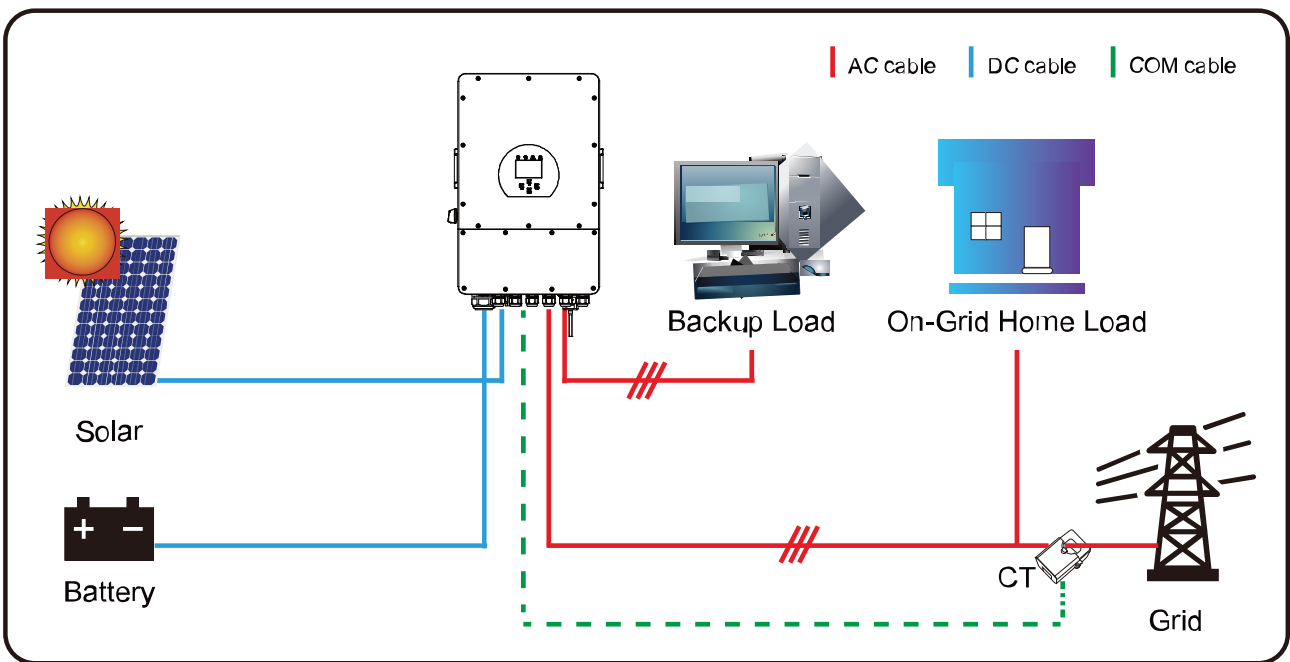 AC cable
DC cable
COM cable
Backup Load
On-Grid Home Load
Solar
Battery
+ −
CT
Grid